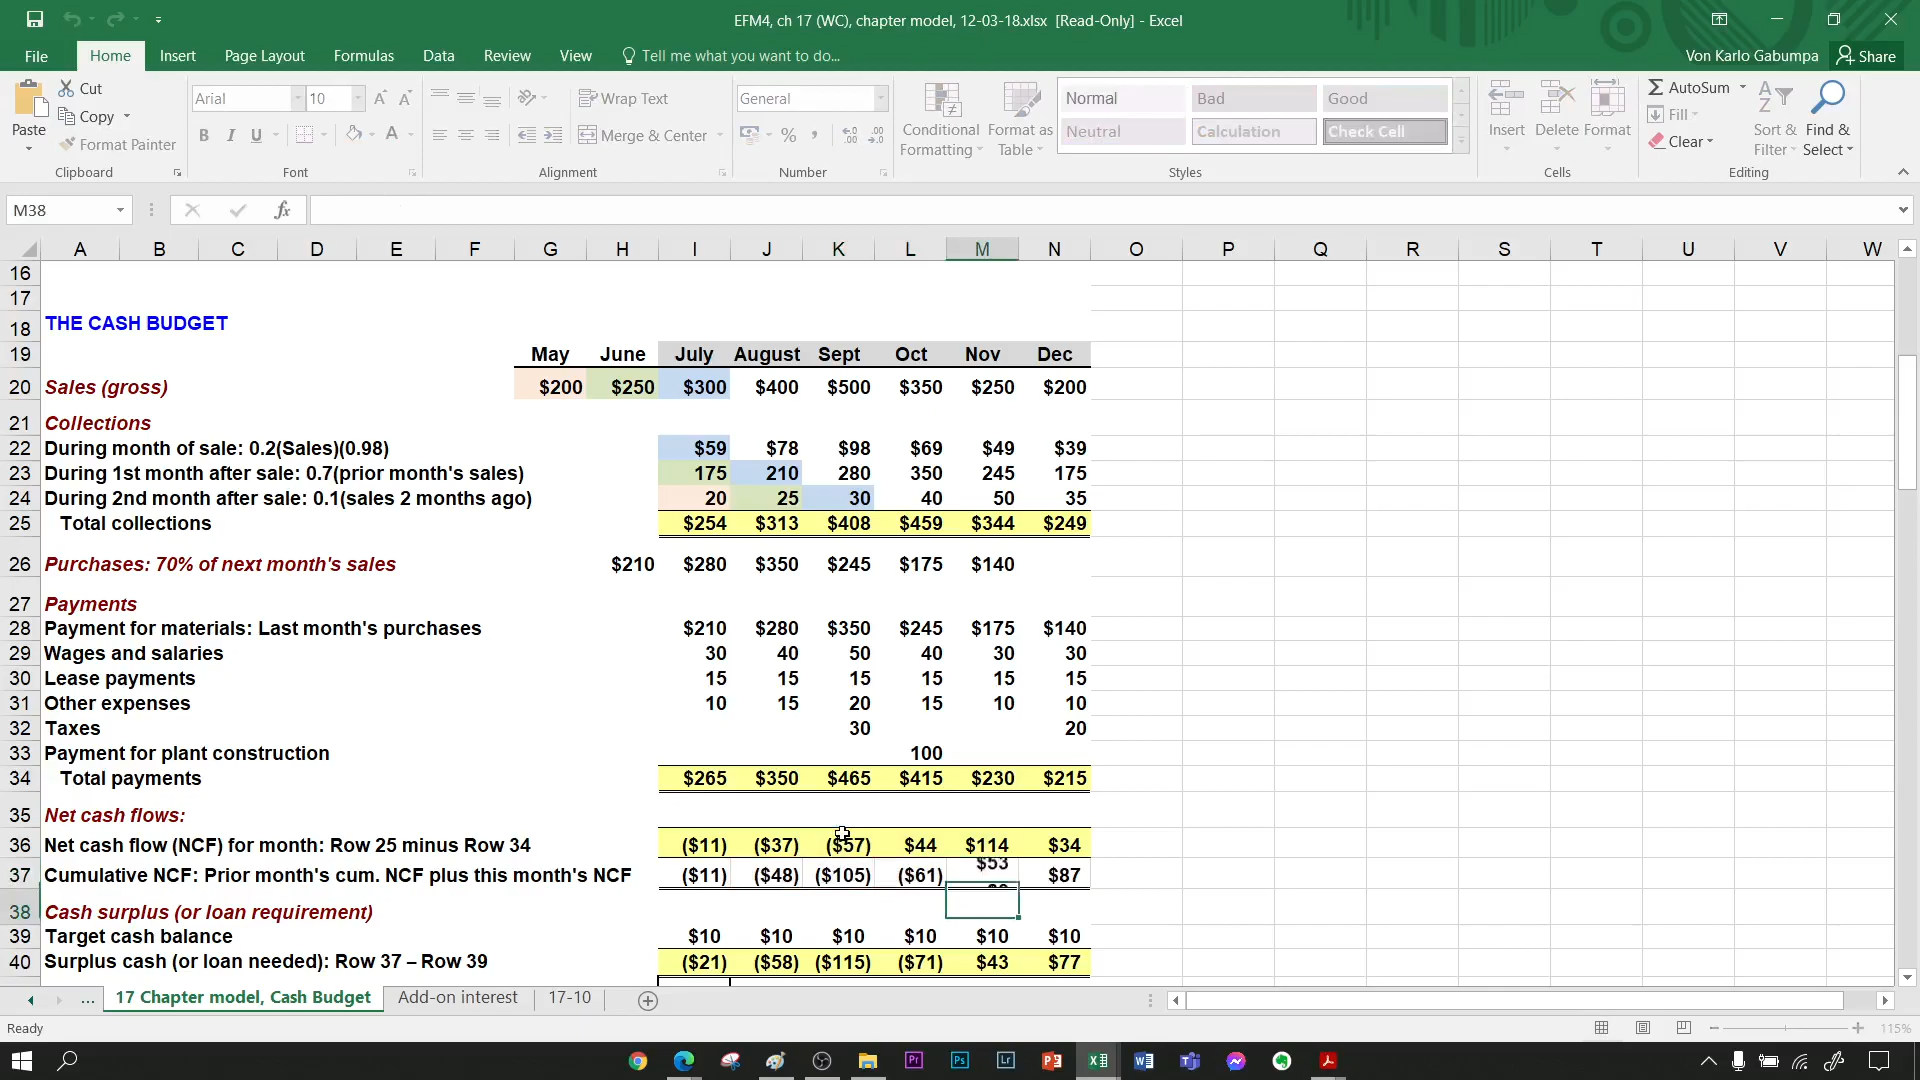 EFM4, ch 17 (WC), chapter model, 12-03-18.xlsx [Read-Only] - Excel
File Home Insert Page Layout Formulas Data Review View Tell me what you want to do... Von Karlo Gabumpa Share
Paste Cut Copy Format Painter
Arial 10 B I U A
Wrap Text Merge & Center
General %
Conditional Formatting Format as Table
Normal Bad Good
Neutral Calculation Check Cell
Insert Delete Format
AutoSum Fill Clear Sort & Filter Find & Select
Clipboard Font Alignment Number Styles Cells Editing
M38 fx
A B C D E F G H I J K L M N O P Q R S T U V W
16
17
18 THE CASH BUDGET
19 May June July August Sept Oct Nov Dec
20 Sales (gross) $200 $250 $300 $400 $500 $350 $250 $200
21 Collections
22 During month of sale: 0.2(Sales)(0.98) $59 $78 $98 $69 $49 $39
23 During 1st month after sale: 0.7(prior month's sales) 175 210 280 350 245 175
24 During 2nd month after sale: 0.1(sales 2 months ago) 20 25 30 40 50 35
25 Total collections $254 $313 $408 $459 $344 $249
26 Purchases: 70% of next month's sales $210 $280 $350 $245 $175 $140
27 Payments
28 Payment for materials: Last month's purchases $210 $280 $350 $245 $175 $140
29 Wages and salaries 30 40 50 40 30 30
30 Lease payments 15 15 15 15 15 15
31 Other expenses 10 15 20 15 10 10
32 Taxes 30 20
33 Payment for plant construction 100
34 Total payments $265 $350 $465 $415 $230 $215
35 Net cash flows:
36 Net cash flow (NCF) for month: Row 25 minus Row 34 ($11) ($37) ($57) $44 $114 $34
37 Cumulative NCF: Prior month's cum. NCF plus this month's NCF ($11) ($48) ($105) ($61) $53 $87
38 Cash surplus (or loan requirement)
39 Target cash balance $10 $10 $10 $10 $10 $10
40 Surplus cash (or loan needed): Row 37 – Row 39 ($21) ($58) ($115) ($71) $43 $77
... 17 Chapter model, Cash Budget Add-on interest 17-10
Ready 115%
Pr Ps Lr